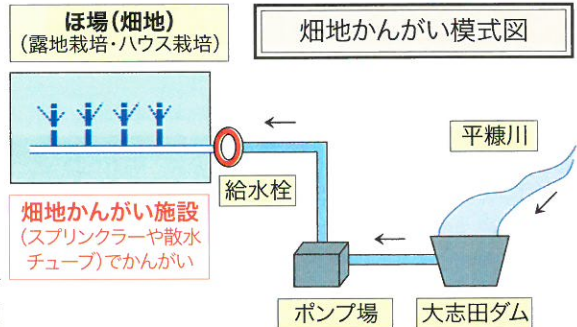 ほ場(畑地)
(露地栽培・ハウス栽培)
畑地かんがい模式図
平糠川
給水栓
畑地かんがい施設
(スプリンクラーや散水
チューブ)でかんがい
ポンプ場
大志田ダム